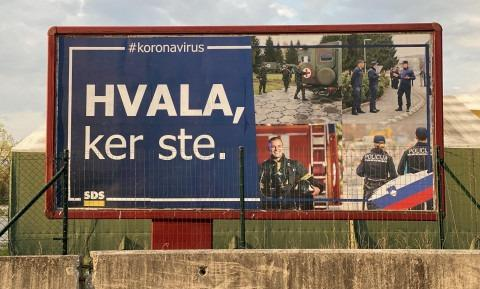 #koronavirus
HVALA,
ker ste.
SDS
POLICIJA
POLICIJA